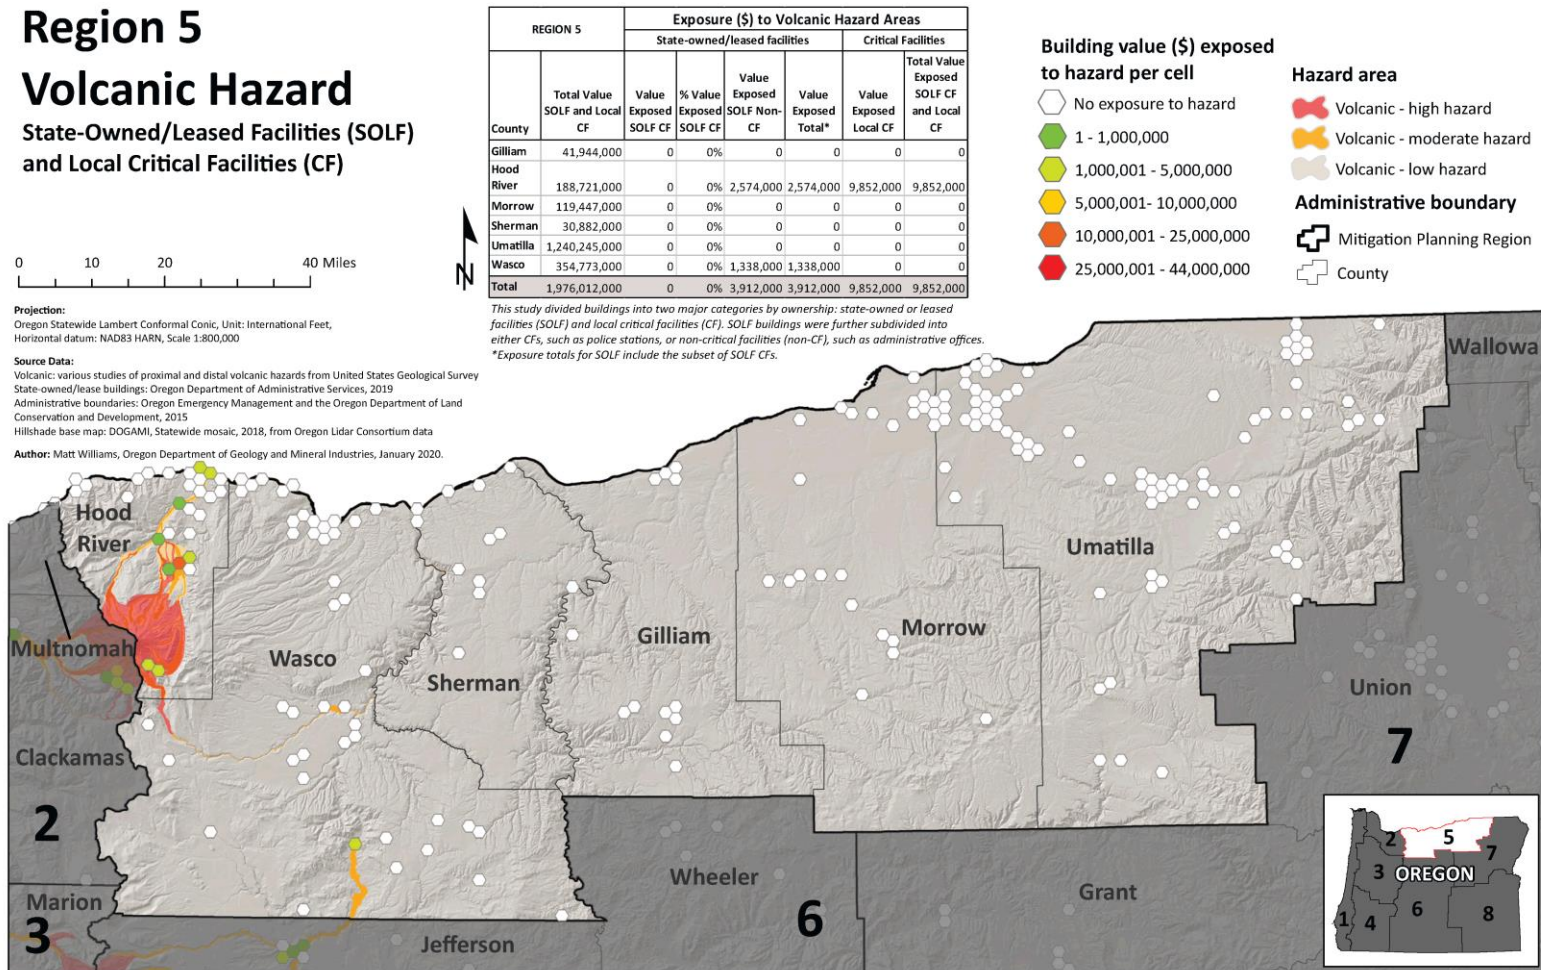 Region 5
Volcanic Hazard
State-Owned/Leased Facilities (SOLF)
and Local Critical Facilities (CF)
0 10 20 40 Miles
N
Projection:
Oregon Statewide Lambert Conformal Conic, Unit: International Feet,
Horizontal datum: NAD83 HARN, Scale 1:800,000
Source Data:
Volcanic: various studies of proximal and distal volcanic hazards from United States Geological Survey
State-owned/lease buildings: Oregon Department of Administrative Services, 2019
Administrative boundaries: Oregon Emergency Management and the Oregon Department of Land
Conservation and Development, 2015
Hillshade base map: DOGAMI, Statewide mosaic, 2018, from Oregon Lidar Consortium data
Author: Matt Williams, Oregon Department of Geology and Mineral Industries, January 2020.
REGION 5
Exposure ($) to Volcanic Hazard Areas
State-owned/leased facilities Critical Facilities
County
Total Value
SOLF and Local
CF
Value
Exposed
SOLF CF
% Value
Exposed
SOLF CF
Value
Exposed
SOLF Non-
CF
Value
Exposed
Total*
Value
Exposed
Local CF
Total Value
Exposed
SOLF CF
and Local
CF
Gilliam 41,944,000 0 0% 0 0 0 0
Hood
River 188,721,000 0 0% 2,574,000 2,574,000 9,852,000 9,852,000
Morrow 119,447,000 0 0% 0 0 0 0
Sherman 30,882,000 0 0% 0 0 0 0
Umatilla 1,240,245,000 0 0% 0 0 0 0
Wasco 354,773,000 0 0% 1,338,000 1,338,000 0 0
Total 1,976,012,000 0 0% 3,912,000 3,912,000 9,852,000 9,852,000
This study divided buildings into two major categories by ownership: state-owned or leased
facilities (SOLF) and local critical facilities (CF). SOLF buildings were further subdivided into
either CFs, such as police stations, or non-critical facilities (non-CF), such as administrative offices.
*Exposure totals for SOLF include the subset of SOLF CFs.
Building value ($) exposed
to hazard per cell
No exposure to hazard
1 - 1,000,000
1,000,001 - 5,000,000
5,000,001- 10,000,000
10,000,001 - 25,000,000
25,000,001 - 44,000,000
Hazard area
Volcanic - high hazard
Volcanic - moderate hazard
Volcanic - low hazard
Administrative boundary
Mitigation Planning Region
County
Wallowa
Hood
River
Umatilla
Multnomah
Wasco
Gilliam
Morrow
Sherman
Union
Clackamas
7
2
Wheeler
Grant
Marion
6
3
Jefferson
2
5
7
3
OREGON
1
4
6
8